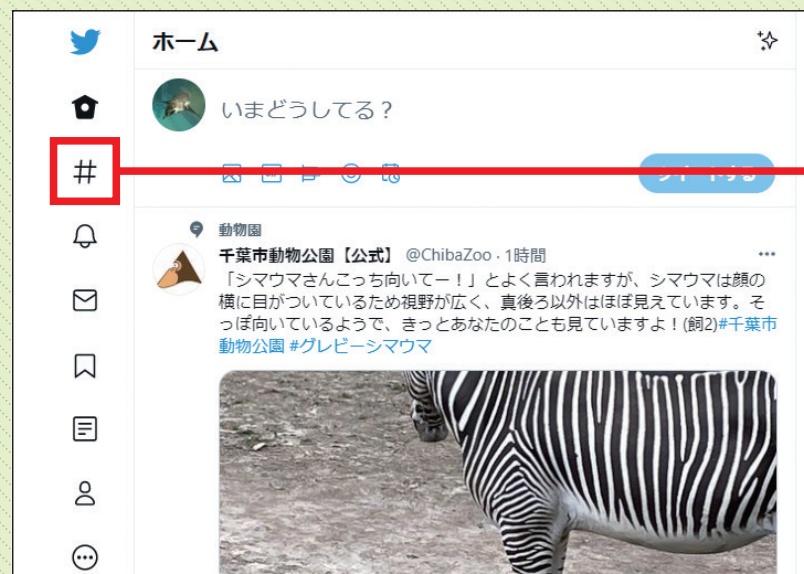 ホーム
いまどうしてる？
動物園
千葉市動物公園【公式】 @ChibaZoo · 1時間
「シマウマさんこっち向いてー！」とよく言われますが、シマウマは顔の
横に目がついているため視野が広く、真後ろ以外はほぼ見えています。そ
っぽ向いているようで、きっとあなたのことも見ていますよ！(飼2)#千葉市
動物公園 #グレビーシマウマ